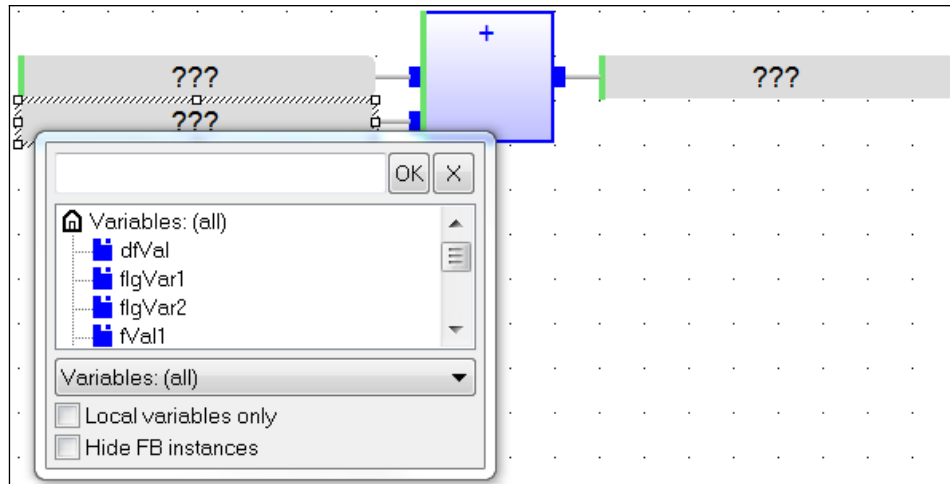 +
???
???
???
OK X
Variables: (all)
dfVal
flgVar1
flgVar2
fVal1
Variables: (all)
Local variables only
Hide FB instances